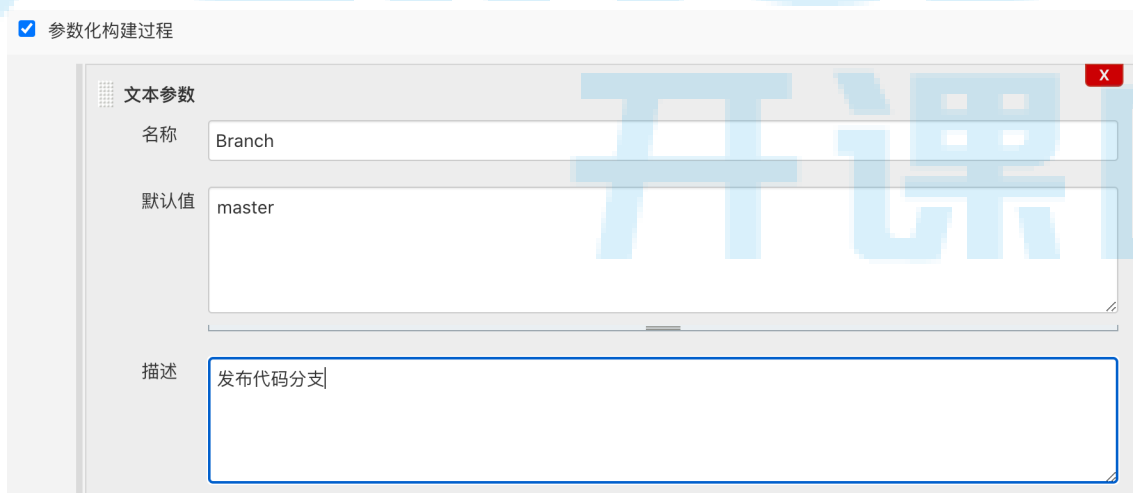 参数化构建过程
X
文本参数
名称
Branch
默认值
master
描述
发布代码分支
开课